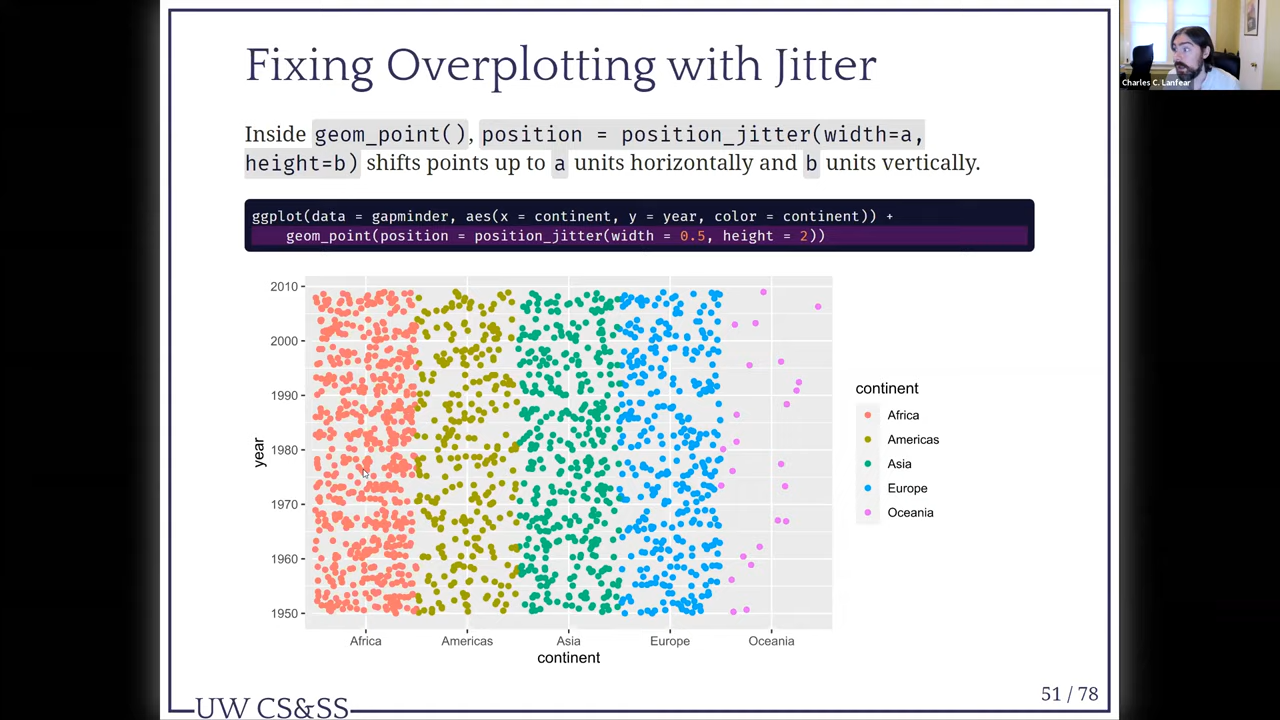 Fixing Overplotting with Jitter
Charles C. Lanfear
Inside geom_point(), position = position_jitter(width=a,
height=b) shifts points up to a units horizontally and b units vertically.
ggplot(data = gapminder, aes(x = continent, y = year, color = continent)) +
geom_point(position = position_jitter(width = 0.5, height = 2))
2010
2000
1990
1980
1970
1960
1950
year
Africa Americas Asia Europe Oceania
continent
continent
Africa
Americas
Asia
Europe
Oceania
UW CS&SS
51 / 78